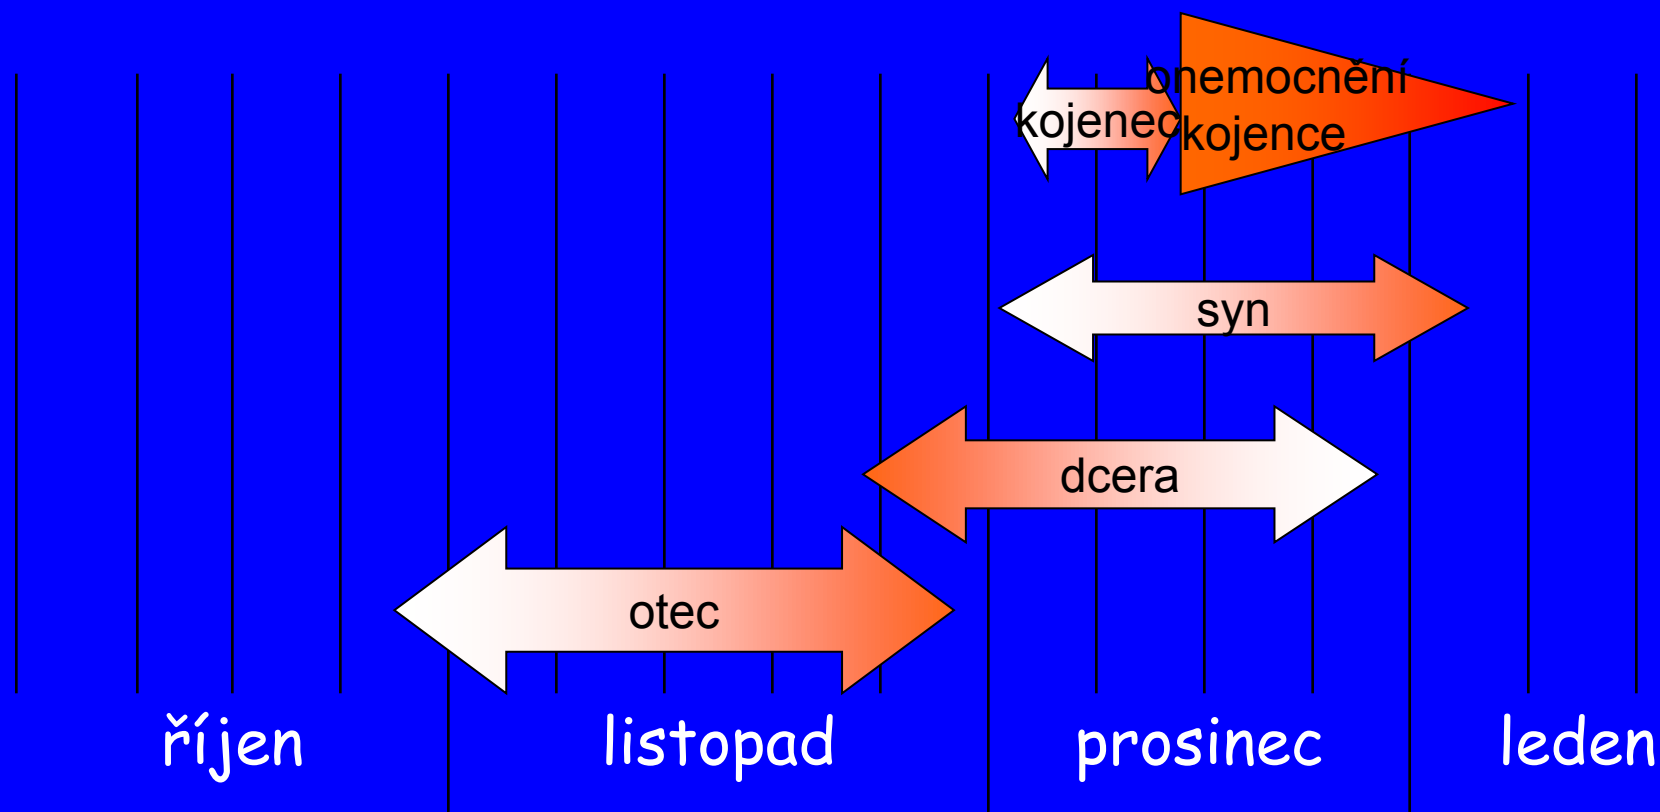 onemocnění
kojence
kojenec
syn
dcera
otec
říjen
listopad
prosinec
leden